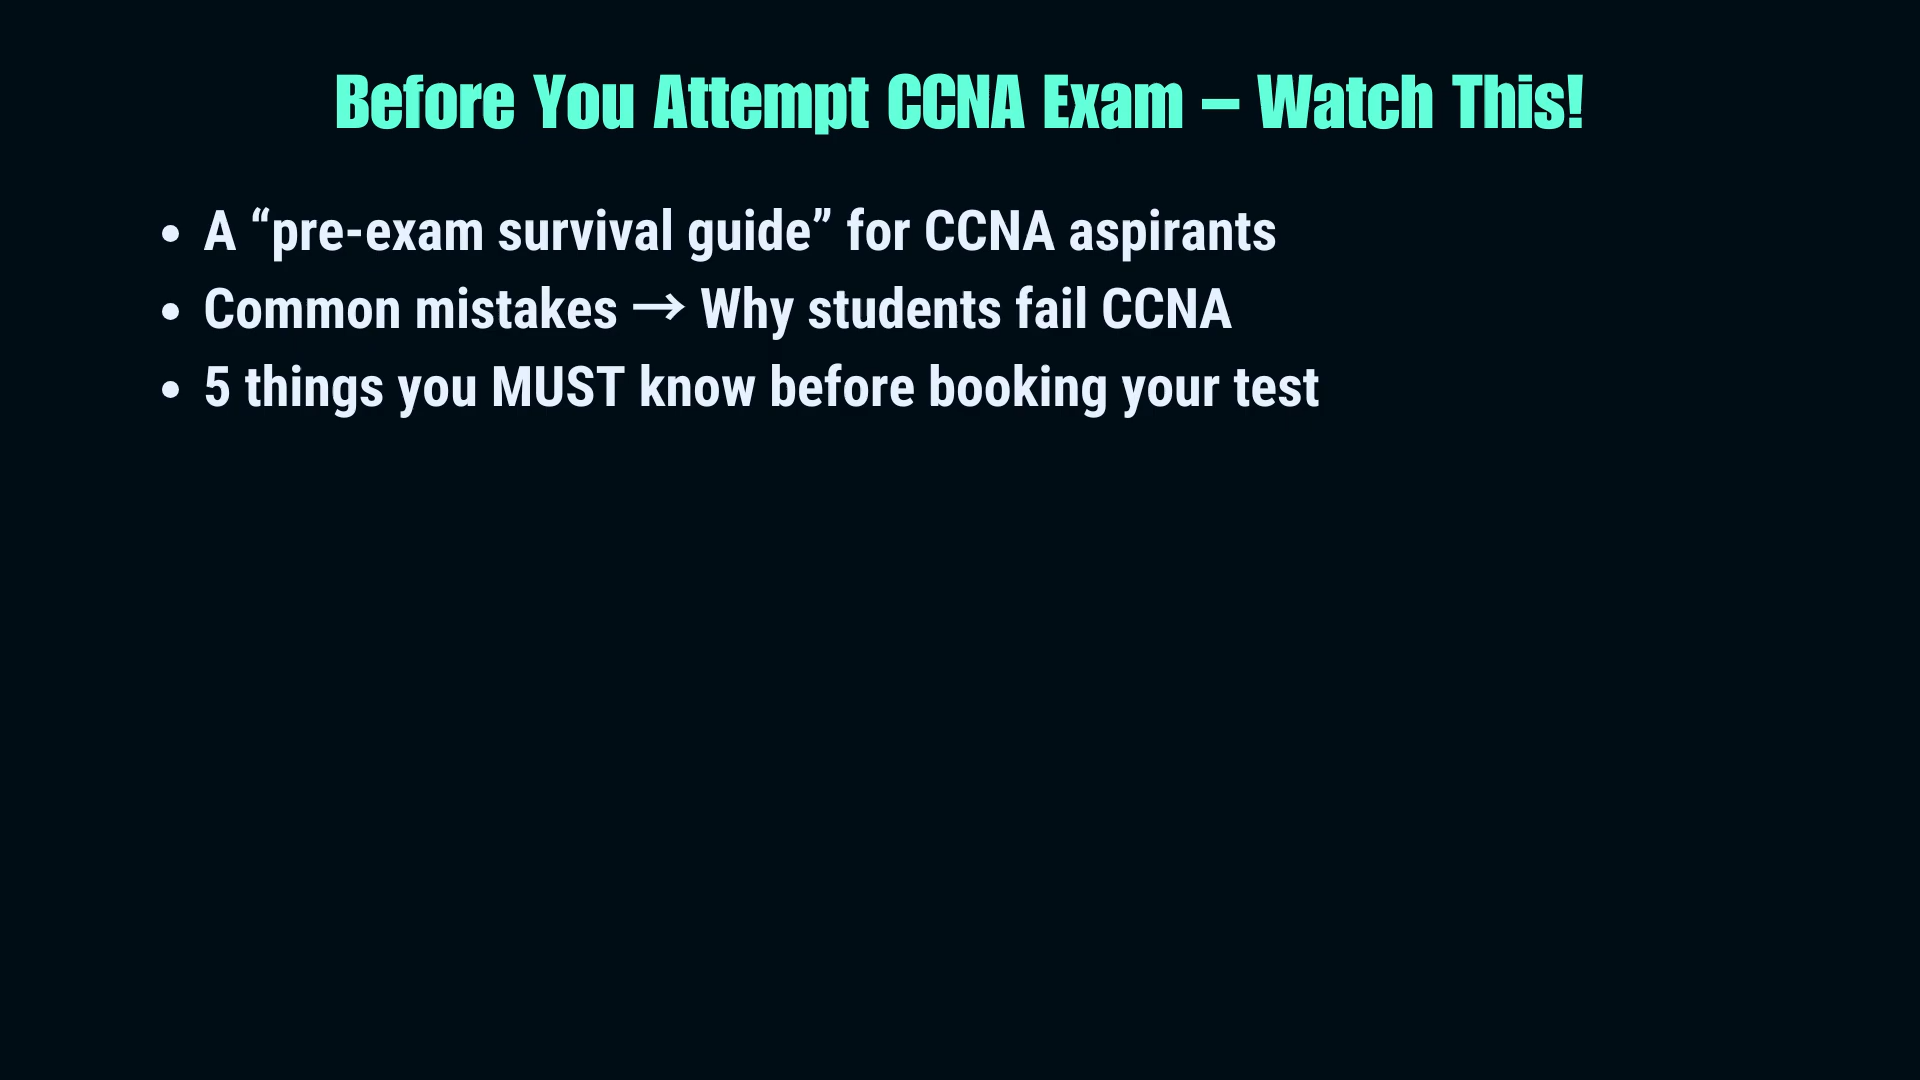 Before You Attempt CCNA Exam – Watch This!
• A “pre-exam survival guide” for CCNA aspirants
• Common mistakes → Why students fail CCNA
• 5 things you MUST know before booking your test